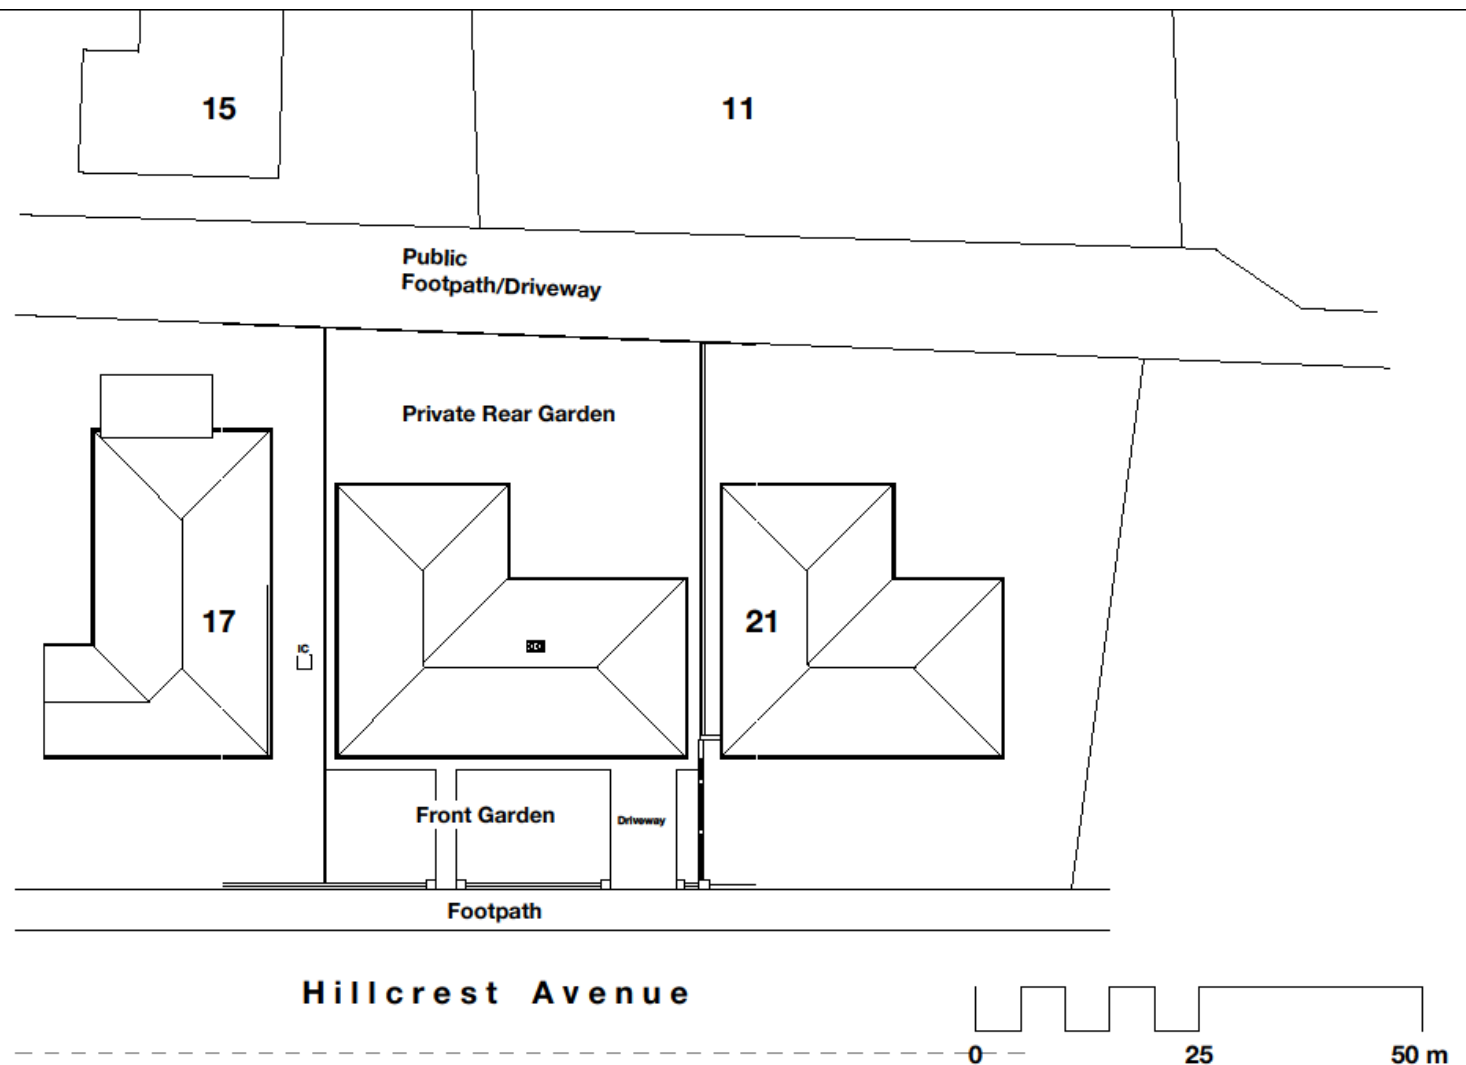 15
11
Public
Footpath/Driveway
Private Rear Garden
17
IC
21
Front Garden
Driveway
Footpath
Hillcrest Avenue
0
25
50 m